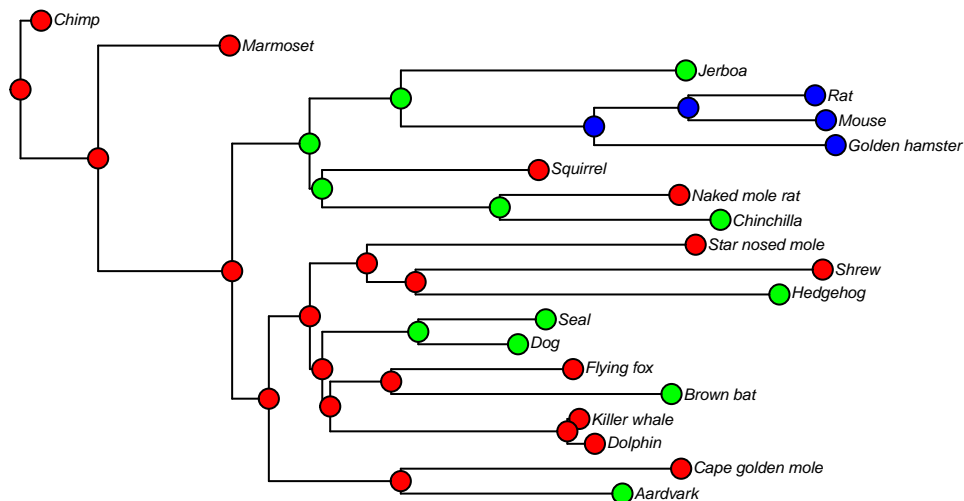 Chimp
Marmoset
Jerboa
Rat
Mouse
Golden hamster
Squirrel
Naked mole rat
Chinchilla
Star nosed mole
Shrew
Hedgehog
Seal
Dog
Flying fox
Brown bat
Killer whale
Dolphin
Cape golden mole
Aardvark